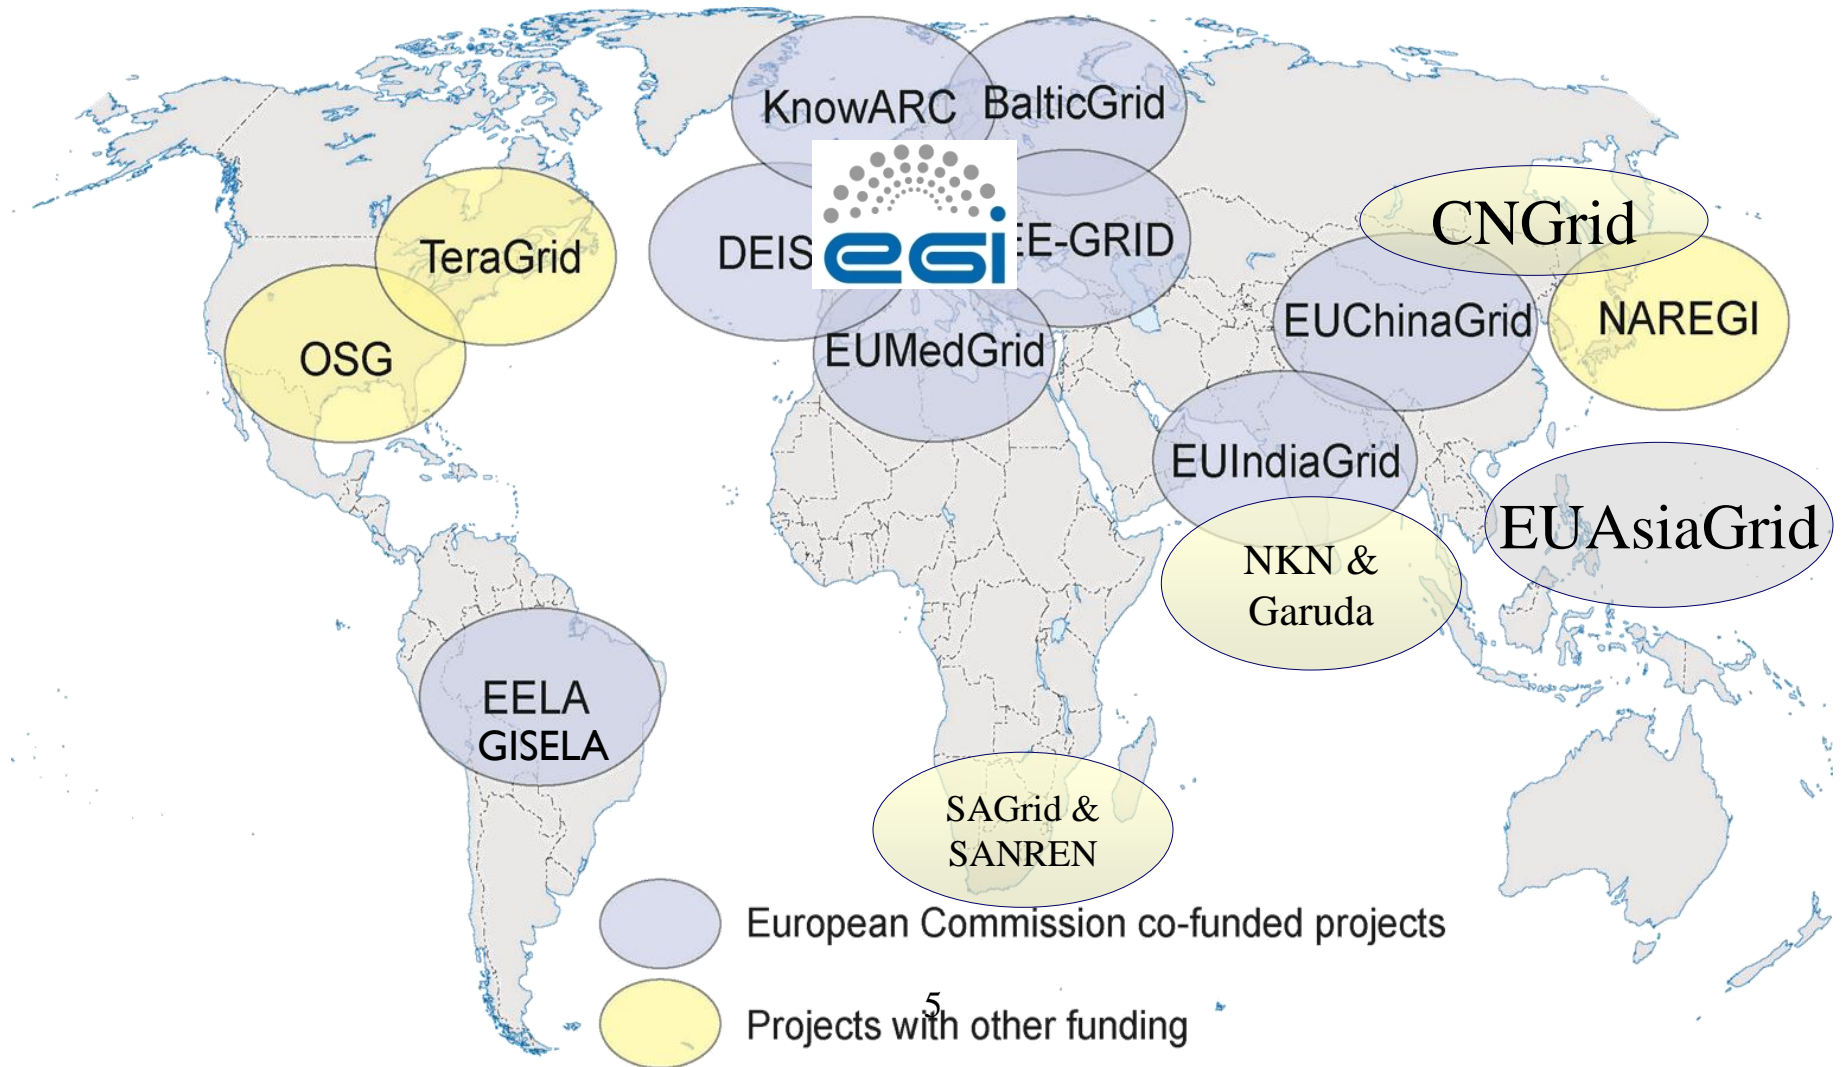 KnowARC
BalticGrid
TeraGrid
DEIS
egi
EE-GRID
CNGrid
OSG
EUMedGrid
EUChinaGrid
NAREGI
EUIndiaGrid
EUAsiaGrid
NKN &
Garuda
EELA
GISELA
SAGrid &
SANREN
European Commission co-funded projects
5
Projects with other funding